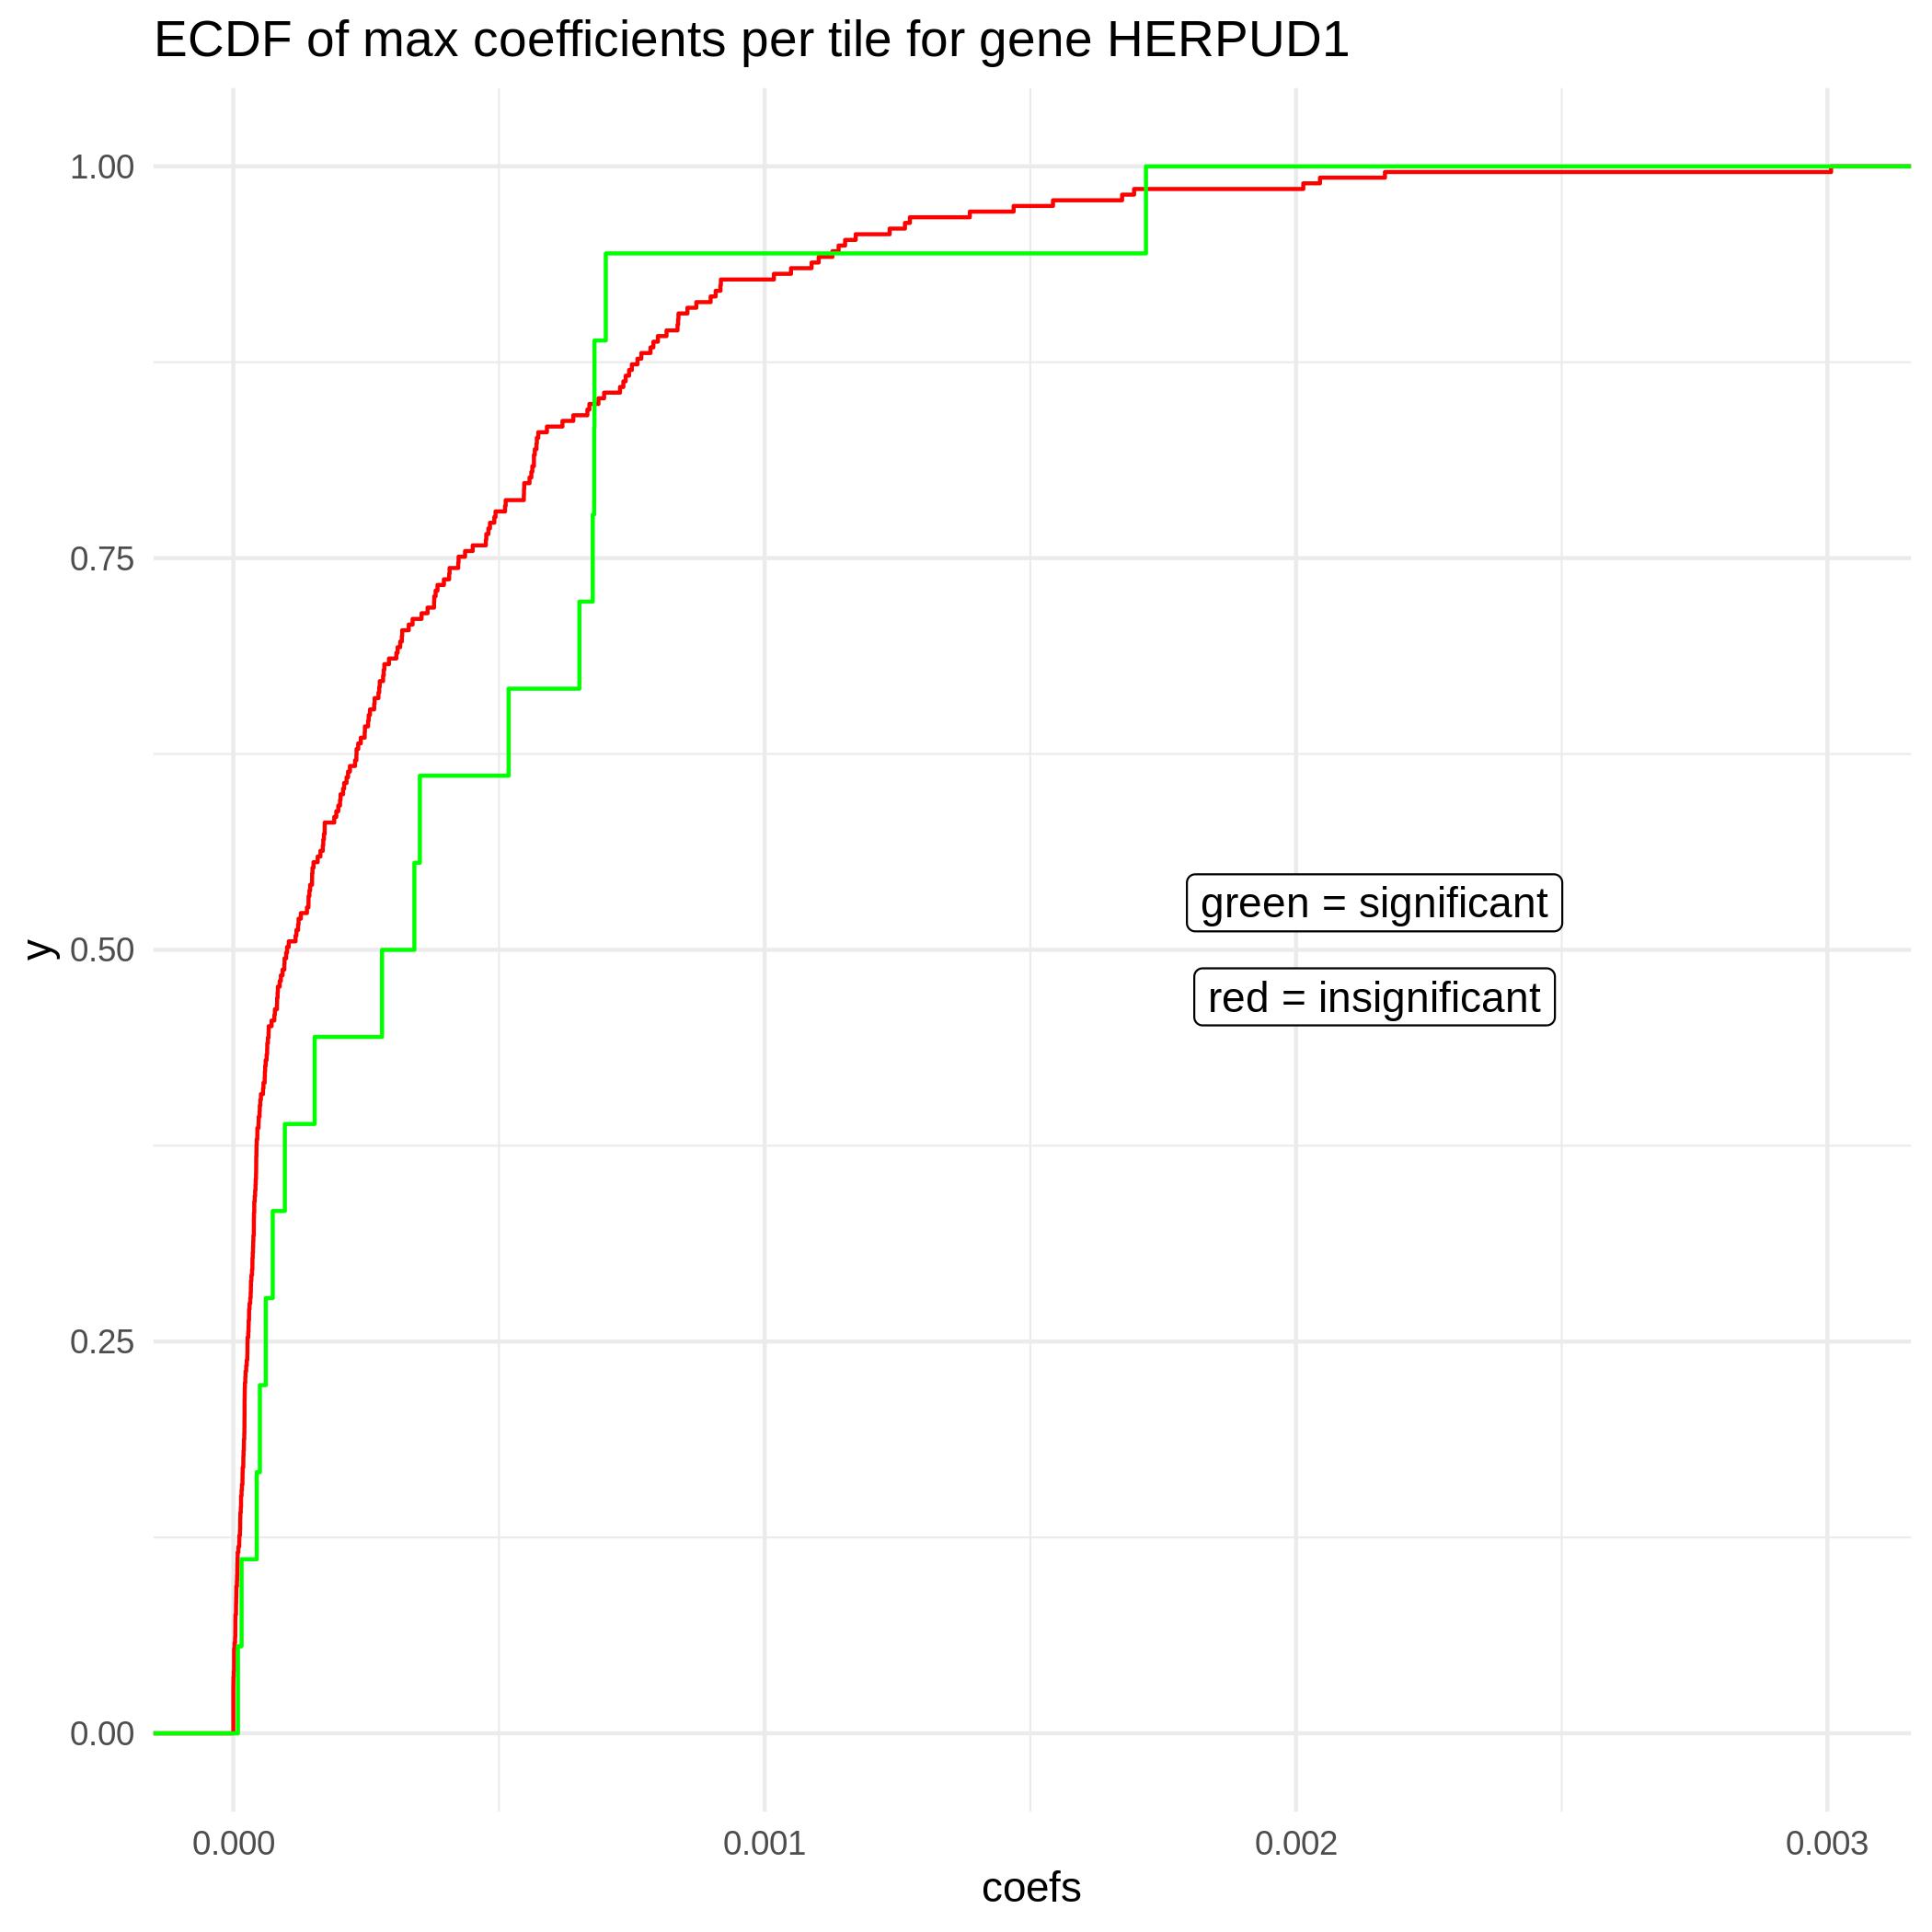 ECDF of max coefficients per tile for gene HERPUD1
1.00
0.75
0.50
0.25
0.00
y
green = significant
red = insignificant
0.000 0.001 0.002 0.003
coefs